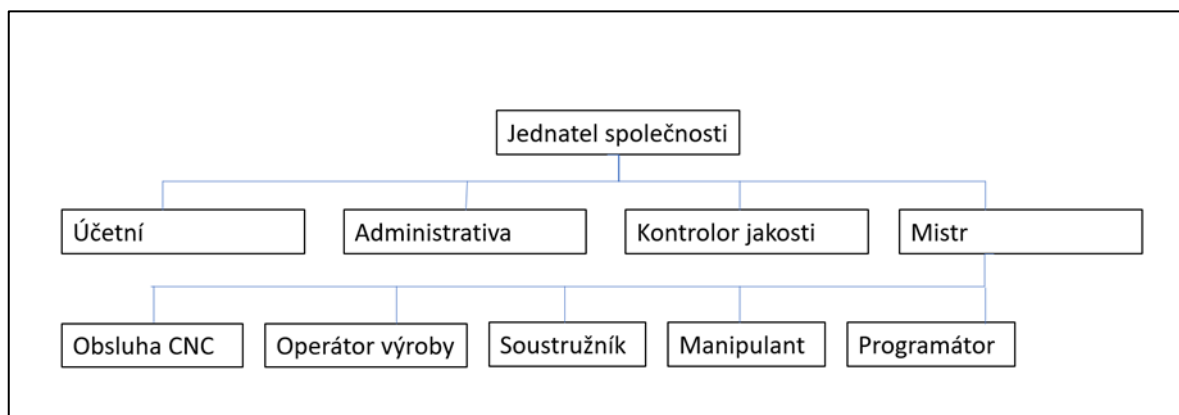 Jednatel společnosti
Účetní
Administrativa
Kontrolor jakosti
Mistr
Obsluha CNC
Operátor výroby
Soustružník
Manipulant
Programátor